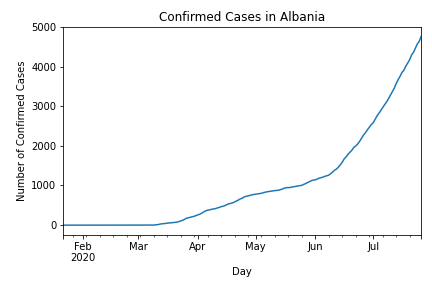 Confirmed Cases in Albania
Number of Confirmed Cases
5000
4000
3000
2000
1000
0
Feb Mar Apr May Jun Jul
2020
Day